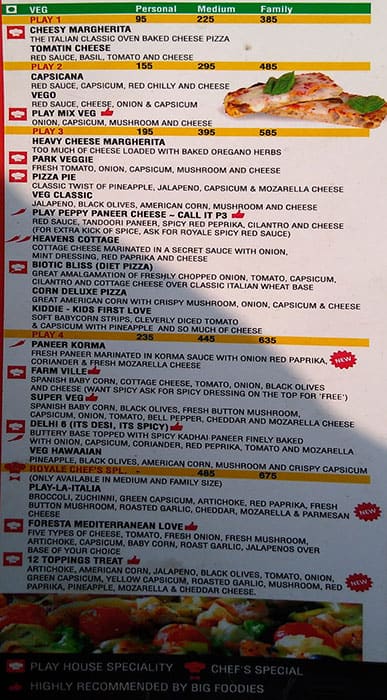 VEG Personal Medium Family
PLAY 1 95 225 385
CHEESY MARGHERITA
THE ITALIAN CLASSIC OVEN BAKED CHEESE PIZZA
TOMATIN CHEESE
RED SAUCE, BASIL, TOMATO AND CHEESE
PLAY 2 155 295 485
CAPSICANA
RED SAUCE, CAPSICUM, RED CHILLY AND CHEESE
VEGO
RED SAUCE, CHEESE, ONION & CAPSICUM
PLAY MIX VEG
ONION, CAPSICUM, MUSHROOM AND CHEESE
PLAY 3 195 395 585
HEAVY CHEESE MARGHERITA
TOO MUCH OF CHEESE LOADED WITH BAKED OREGANO HERBS
PARK VEGGIE
FRESH TOMATO, ONION, CAPSICUM, MUSHROOM AND CHEESE
PIZZA PIE
CLASSIC TWIST OF PINEAPPLE, JALAPENO, CAPSICUM & MOZARELLA CHEESE
VEG CLASSIC
JALAPENO, BLACK OLIVES, AMERICAN CORN, MUSHROOM AND CHEESE
PLAY PEPPY PANEER CHEESE ~ CALL IT P3
RED SAUCE, TANDOORI PANEER, SPICY RED PEPRIKA, CILANTRO AND CHEESE
(FOR EXTRA KICK OF SPICE, ASK FOR ROYALE SPICY RED SAUCE)
HEAVENS COTTAGE
COTTAGE CHEESE MARINATED IN A SECRET SAUCE WITH ONION,
MINT DRESSING, RED PAPRIKA AND CHEESE
BIOTIC BLISS (DIET PIZZA)
GREAT AMALGAMATION OF FRESHLY CHOPPED ONION, TOMATO, CAPSICUM,
CILANTRO AND COTTAGE CHEESE OVER CLASSIC ITALIAN WHEAT BASE
CORN DELUXE PIZZA
GREAT AMERICAN CORN WITH CRISPY MUSHROOM, ONION, CAPSICUM & CHEESE
KIDDIE - KIDS FIRST LOVE
SOFT BABYCORN STRIPS, CLEVERLY DICED TOMATO
& CAPSICUM WITH PINEAPPLE AND SO MUCH OF CHEESE
PLAY 4 235 445 635
PANEER KORMA
FRESH PANEER MARINATED IN KORMA SAUCE WITH ONION RED PAPRIKA, NEW
CORIANDER & FRESH MOZARELLA CHEESE
FARM VILLE
SPANISH BABY CORN, COTTAGE CHEESE, TOMATO, ONION, BLACK OLIVES
AND CHEESE (WANT SPICY ASK FOR SPICY DRESSING ON THE TOP FOR 'FREE')
SUPER VEG
SPANISH BABY CORN, BLACK OLIVES, FRESH BUTTON MUSHROOM,
CAPSICUM, ONION, TOMATO, BELL PEPPER, CHEDDAR AND MOZARELLA CHEESE
DELHI 6 (ITS DESI, ITS SPICY)
BUTTERY BASE TOPPED WITH SPICY KADHAI PANEER FINELY BAKED
WITH ONION, CAPSICUM, CORIANDER, RED PEPRIKA, TOMATO AND MOZARELLA
VEG HAWAIIAN
PINEAPPLE, BLACK OLIVES, AMERICAN CORN, MUSHROOM AND CRISPY CAPSICUM
ROYALE CHEF'S SPL. - 485 675
(ONLY AVAILABLE IN MEDIUM AND FAMILY SIZE)
PLAY-LA-ITALIA
BROCCOLI, ZUCHINNI, GREEN CAPSICUM, ARTICHOKE, RED PAPRIKA, FRESH
BUTTON MUSHROOM, ROASTED GARLIC, CHEDDAR, MOZARELLA & PARMESAN NEW
CHEESE
FORESTA MEDITERRANEAN LOVE
FIVE TYPES OF CHEESE, TOMATO, FRESH ONION, FRESH MUSHROOM,
ARTICHOKE, CAPSICUM, BABY CORN, ROAST GARLIC, JALAPENOS OVER
BASE OF YOUR CHOICE
12 TOPPINGS TREAT
ARTICHOKE, AMERICAN CORN, JALAPENO, BLACK OLIVES, TOMATO, ONION,
GREEN CAPSICUM, YELLOW CAPSICUM, ROASTED GARLIC, MUSHROOM, RED NEW
PAPRIKA, PINEAPPLE, MOZARELLA & CHEDDAR CHEESE.
PLAY HOUSE SPECIALITY CHEF'S SPECIAL
HIGHLY RECOMMENDED BY BIG FOODIES